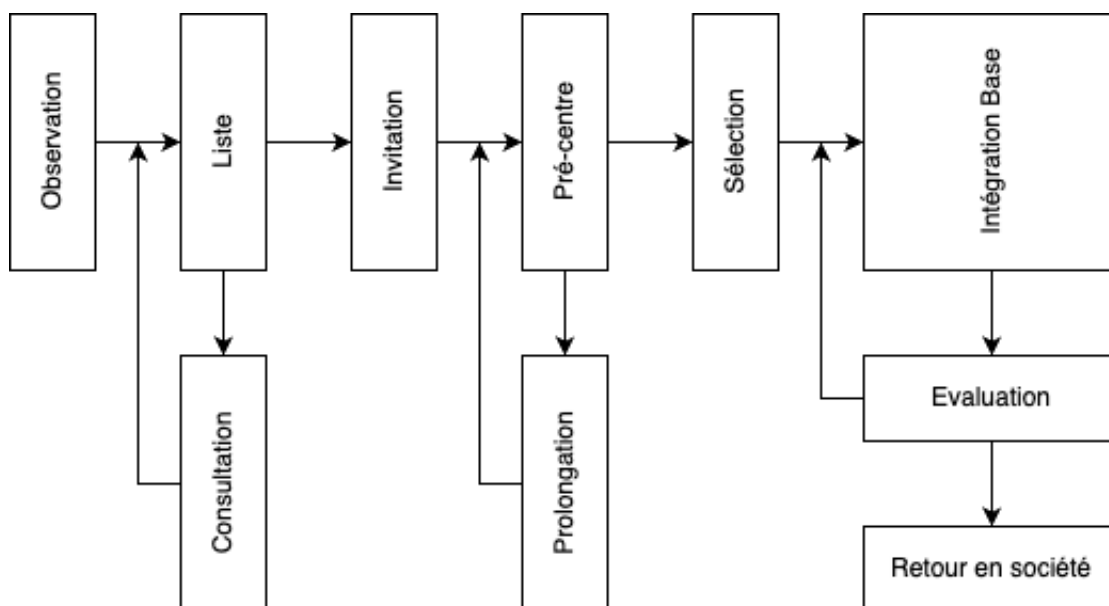 Observation
Liste
Invitation
Pré-centre
Sélection
Intégration Base
Consultation
Prolongation
Evaluation
Retour en société